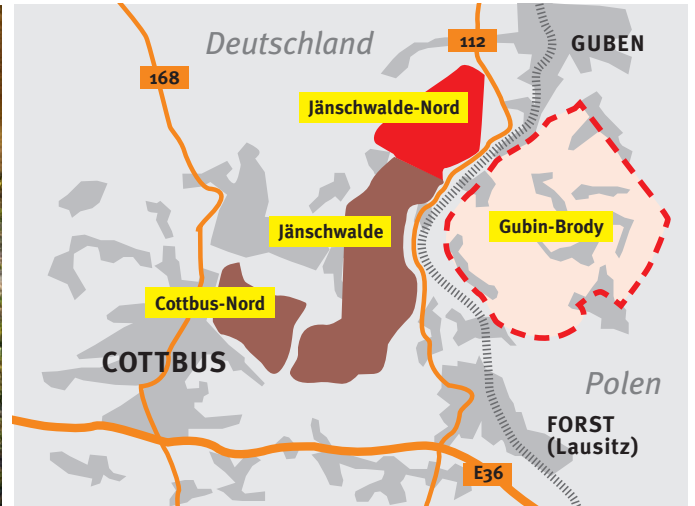 Deutschland
112
GUBEN
168
Jänschwalde-Nord
Jänschwalde
Gubin-Brody
Cottbus-Nord
COTTBUS
Polen
FORST
(Lausitz)
E36